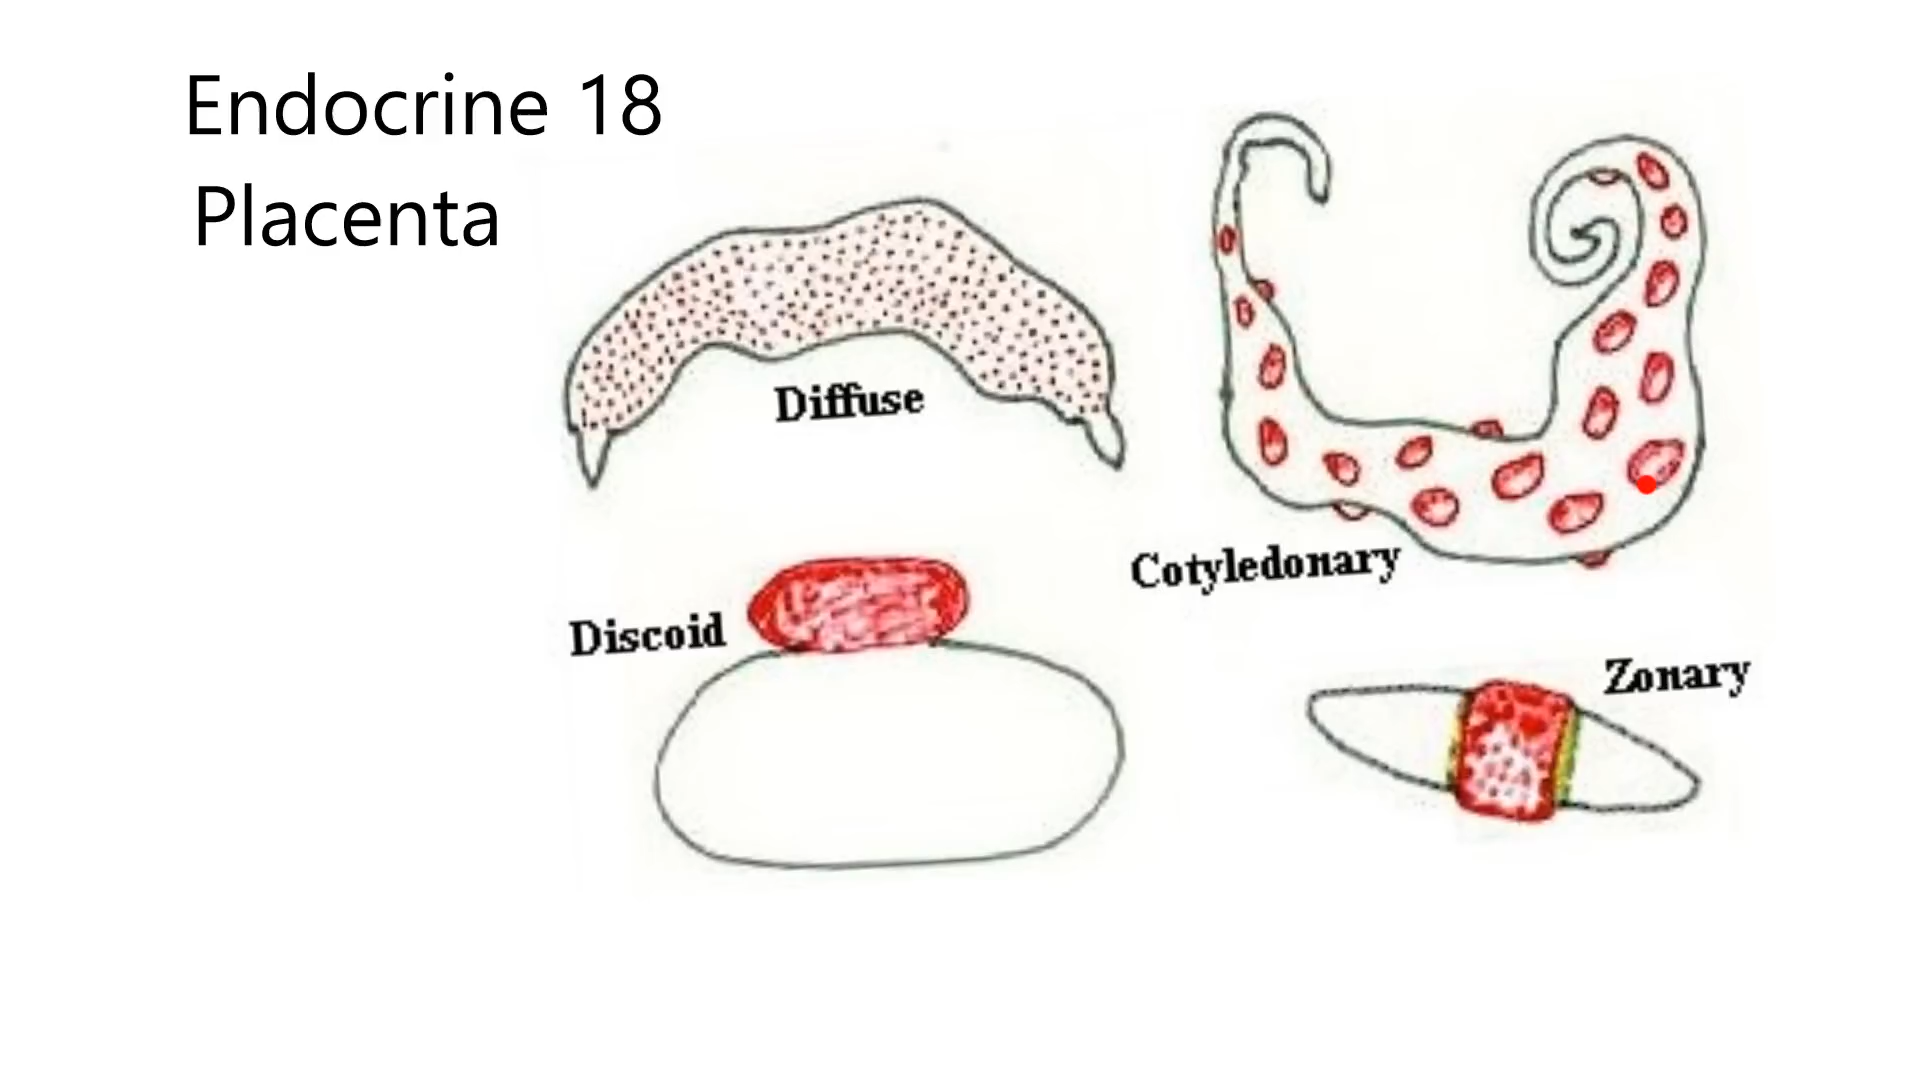 Endocrine 18
Placenta
Diffuse
Cotyledonary
Discoid
Zonary